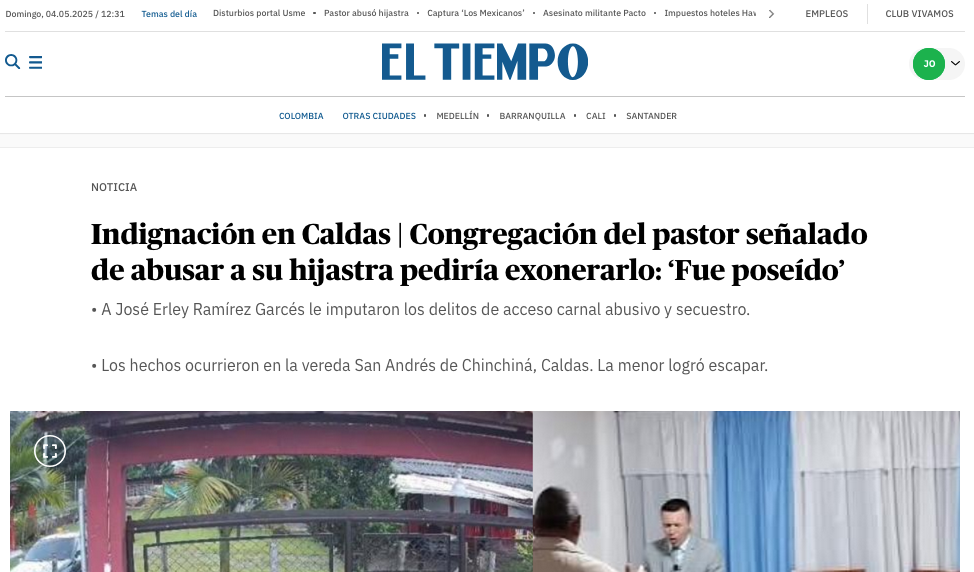 Domingo, 04.05.2025 / 12:31 Temas del día Disturbios portal Usme • Pastor abusó hijastra • Captura ‘Los Mexicanos’ • Asesinato militante Pacto • Impuestos hoteles Hav EMPLEOS CLUB VIVAMOS
EL TIEMPO
JO
COLOMBIA OTRAS CIUDADES • MEDELLÍN • BARRANQUILLA • CALI • SANTANDER
NOTICIA
Indignación en Caldas | Congregación del pastor señalado
de abusar a su hijastra pediría exonerarlo: ‘Fue poseído’
• A José Erley Ramírez Garcés le imputaron los delitos de acceso carnal abusivo y secuestro.
• Los hechos ocurrieron en la vereda San Andrés de Chinchiná, Caldas. La menor logró escapar.